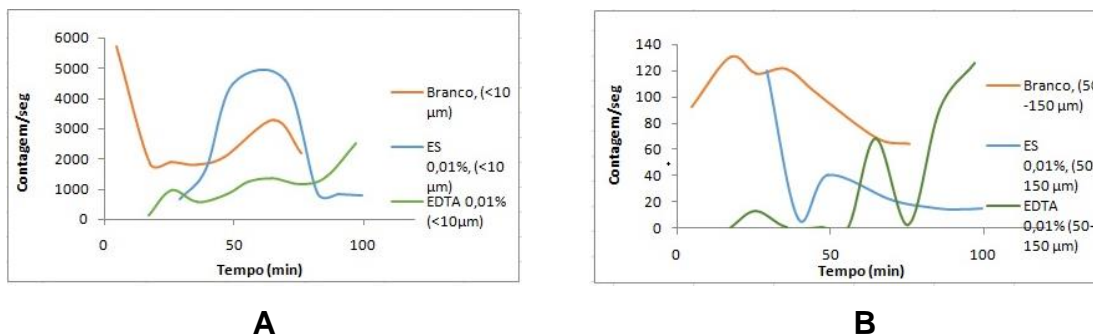 6000
5000
4000
3000
2000
1000
0
Contagem/seg
0
50
100
Tempo (min)
Branco, (<10
µm)
ES
0,01%, (<10
µm)
EDTA 0,01%
(<10µm)
A
140
120
100
80
60
40
20
0
Contagem/seg
0
50
100
Tempo (min)
Branco, (50
-150 µm)
ES
0,01%, (50-
150 µm)
EDTA
0,01% (50-
150 µm)
B